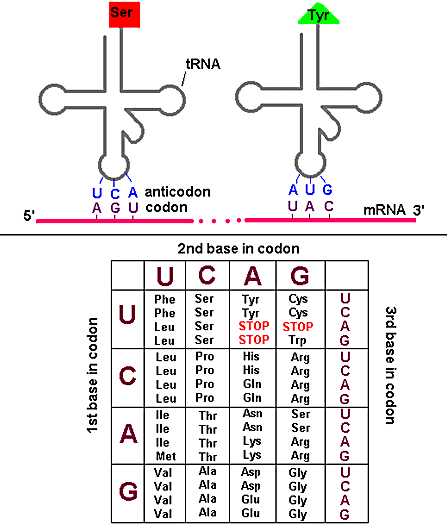 Ser Tyr
tRNA
U C A anticodon A U G
A G U codon U A C
5' mRNA 3'
2nd base in codon
U C A G
1st base in codon
U
Phe Ser Tyr Cys U
Phe Ser Tyr Cys C
Leu Ser STOP STOP A
Leu Ser STOP Trp G
C
Leu Pro His Arg U
Leu Pro His Arg C
Leu Pro Gln Arg A
Leu Pro Gln Arg G
A
Ile Thr Asn Ser U
Ile Thr Asn Ser C
Ile Thr Lys Arg A
Met Thr Lys Arg G
G
Val Ala Asp Gly U
Val Ala Asp Gly C
Val Ala Glu Gly A
Val Ala Glu Gly G
3rd base in codon